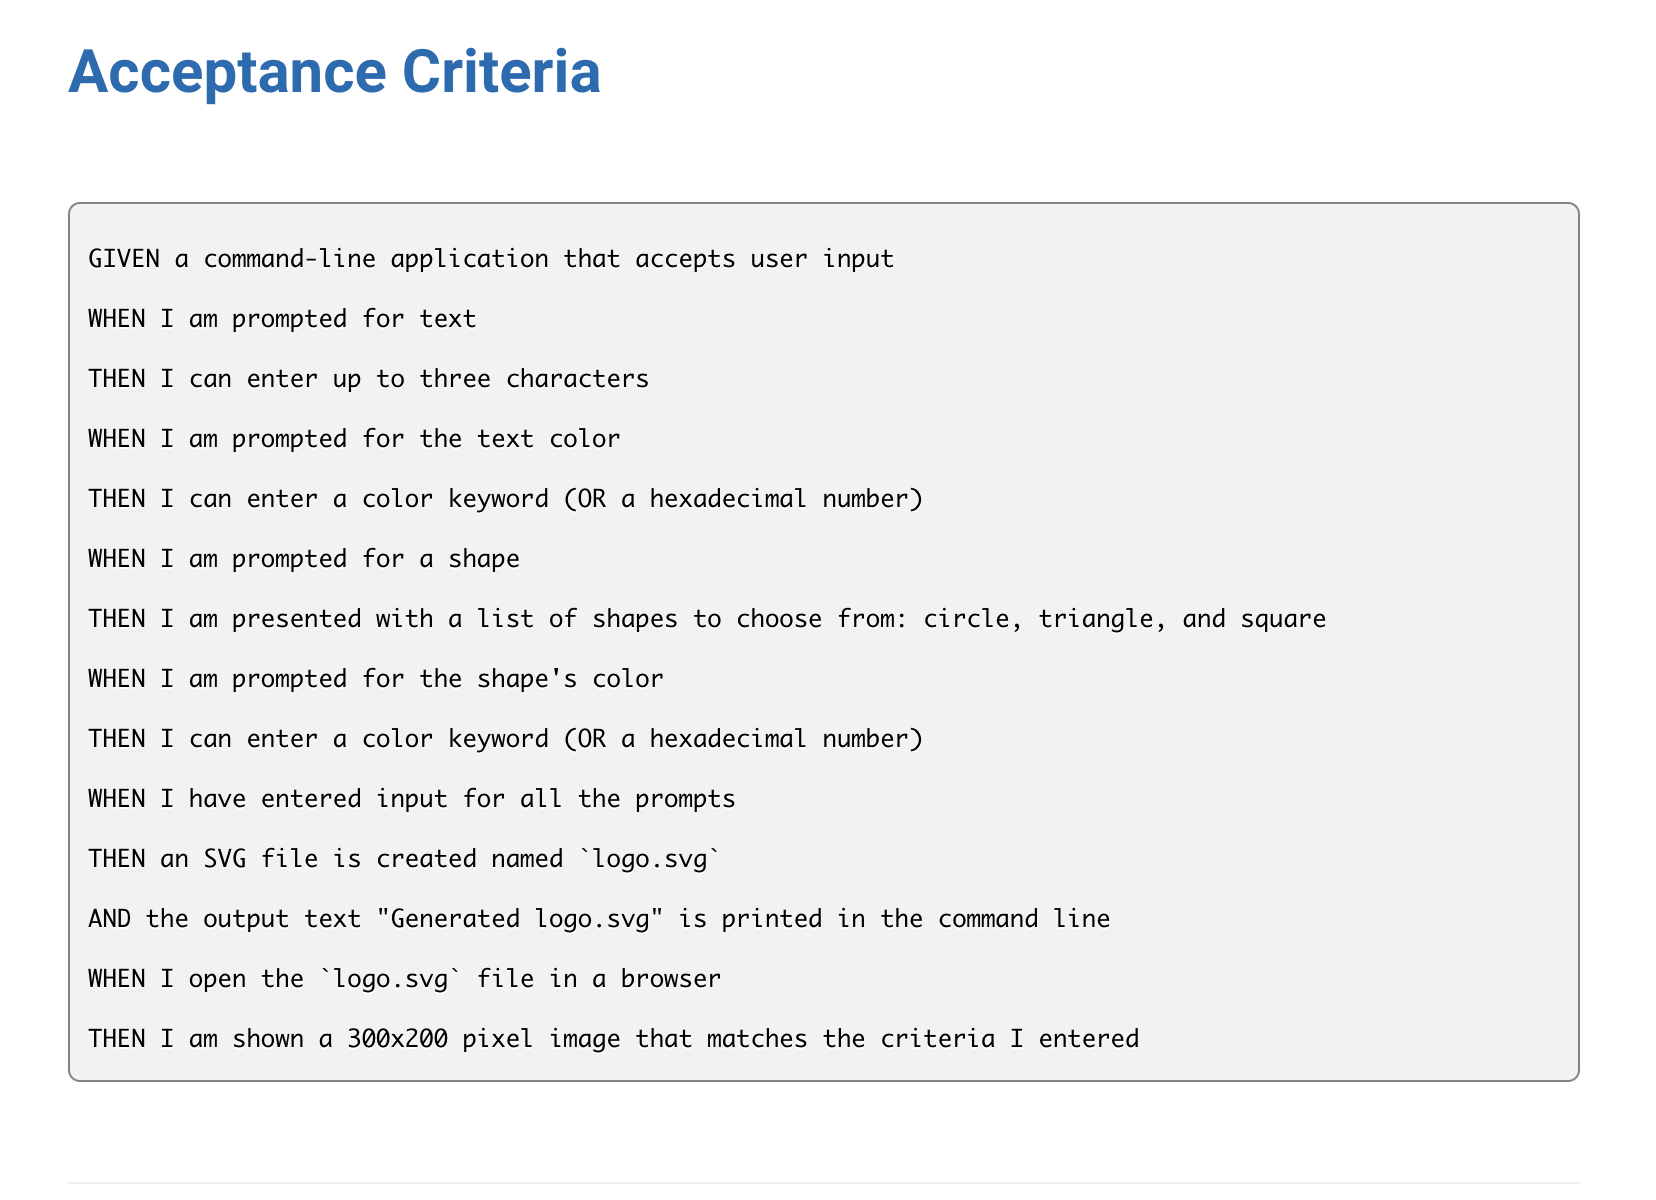 Acceptance Criteria
GIVEN a command-line application that accepts user input
WHEN I am prompted for text
THEN I can enter up to three characters
WHEN I am prompted for the text color
THEN I can enter a color keyword (OR a hexadecimal number)
WHEN I am prompted for a shape
THEN I am presented with a list of shapes to choose from: circle, triangle, and square
WHEN I am prompted for the shape's color
THEN I can enter a color keyword (OR a hexadecimal number)
WHEN I have entered input for all the prompts
THEN an SVG file is created named `logo.svg`
AND the output text "Generated logo.svg" is printed in the command line
WHEN I open the `logo.svg` file in a browser
THEN I am shown a 300x200 pixel image that matches the criteria I entered